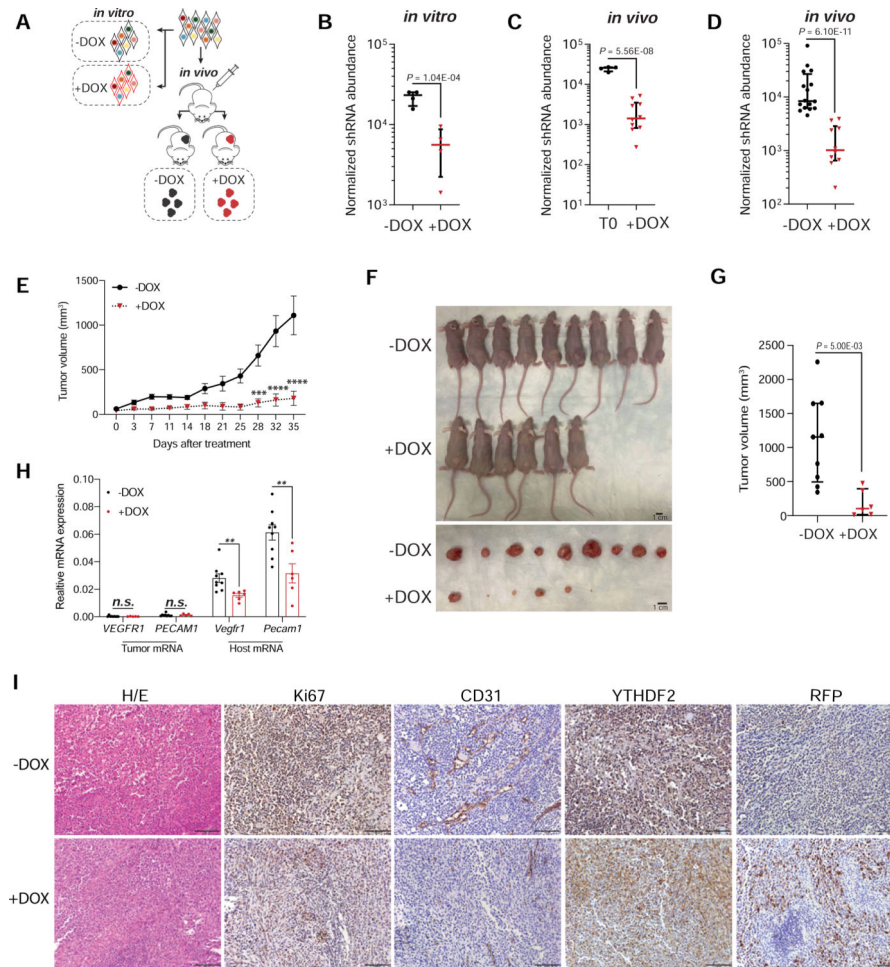 A
in vitro
-DOX
+DOX
in vivo
-DOX
+DOX
B
in vitro
P = 1.04E-04
Normalized shRNA abundance
10⁵
10⁴
10³
-DOX +DOX
C
in vivo
P = 5.56E-08
Normalized shRNA abundance
10⁵
10⁴
10³
10²
10¹
T0 +DOX
D
in vivo
P = 6.10E-11
Normalized shRNA abundance
10⁵
10⁴
10³
10²
-DOX +DOX
E
-DOX
+DOX
Tumor volume (mm³)
1500
1000
500
0
*** **** ****
0 3 7 11 14 18 21 25 28 32 35
Days after treatment
F
-DOX
+DOX
1 cm
-DOX
+DOX
1 cm
G
P = 5.00E-03
Tumor volume (mm³)
2500
2000
1500
1000
500
0
-DOX +DOX
H
-DOX
+DOX
Realtive mRNA expression
0.10
0.08
0.06
0.04
0.02
0.00
n.s. n.s. ** **
VEGFR1 PECAM1 Vegfr1 Pecam1
Tumor mRNA Host mRNA
I
H/E Ki67 CD31 YTHDF2 RFP
-DOX
+DOX